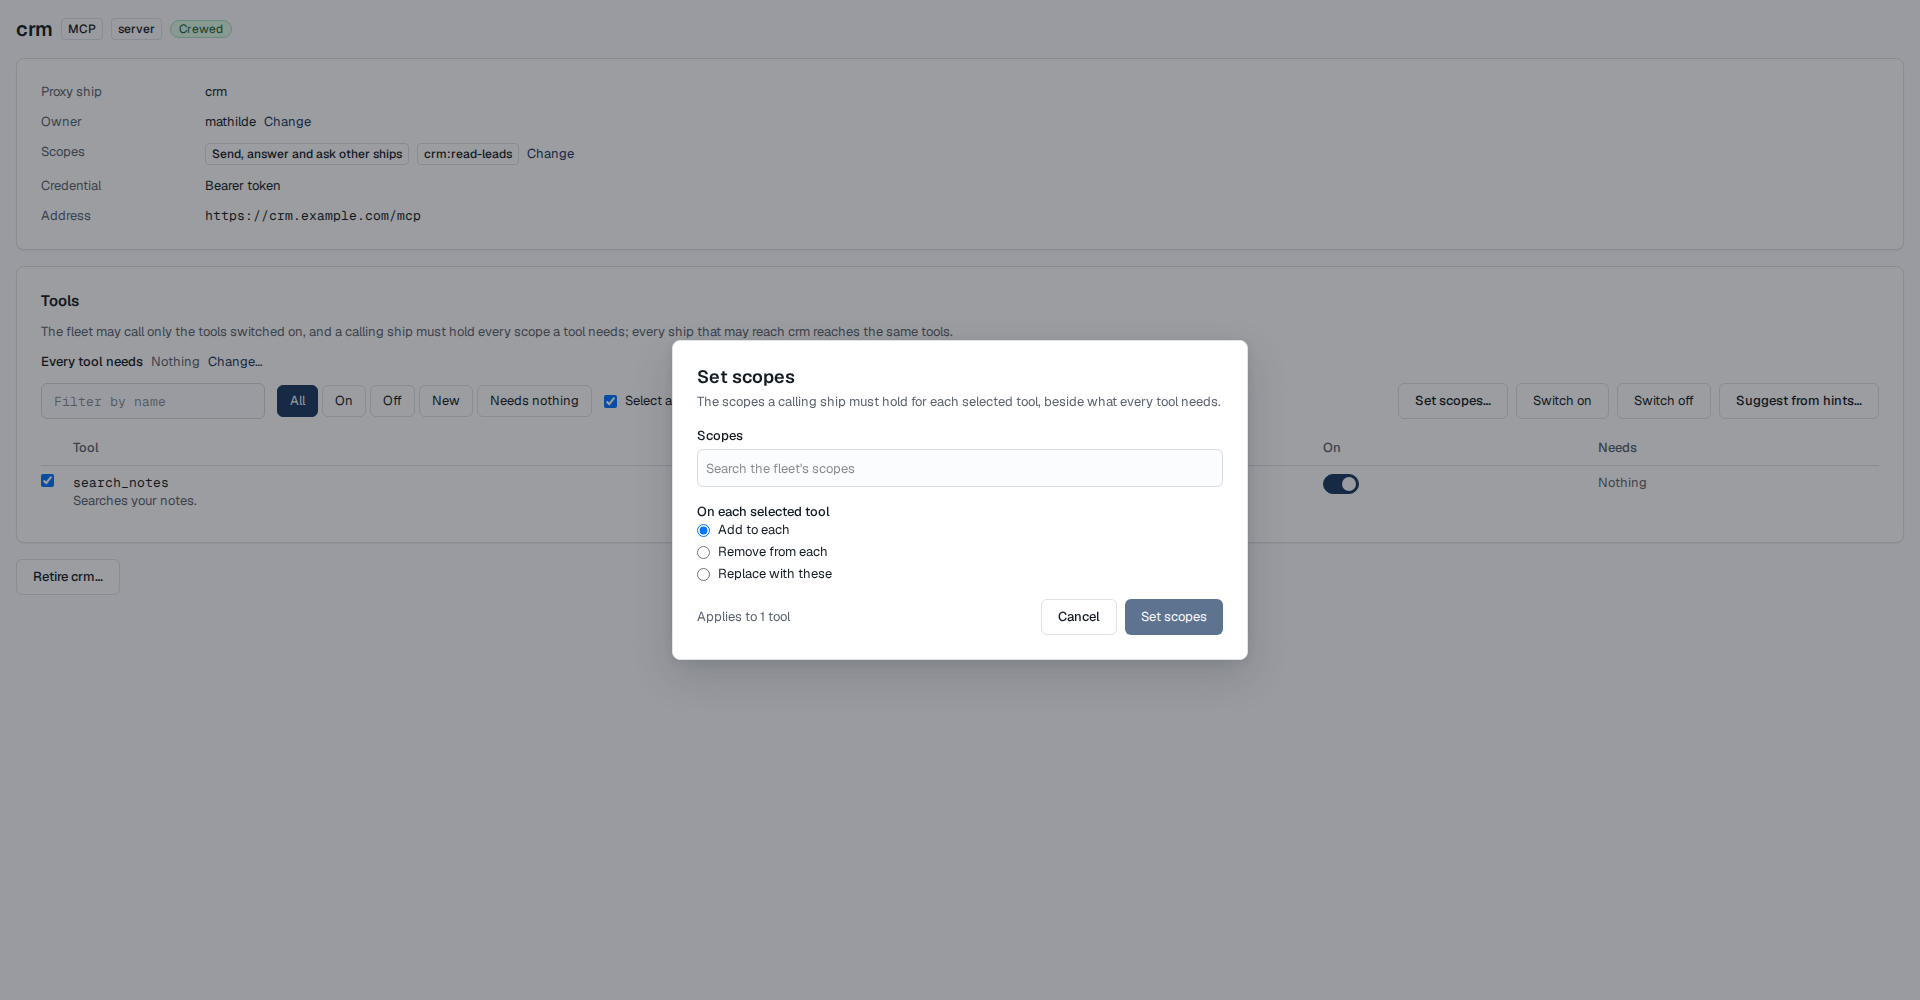 crm MCP server Crewed
Proxy ship crm
Owner mathilde Change
Scopes Send, answer and ask other ships crm:read-leads Change
Credential Bearer token
Address https://crm.example.com/mcp
Tools
The fleet may call only the tools switched on, and a calling ship must hold every scope a tool needs; every ship that may reach crm reaches the same tools.
Every tool needs Nothing Change...
Filter by name All On Off New Needs nothing Select a Set scopes... Switch on Switch off Suggest from hints...
Tool On Needs
search_notes Nothing
Searches your notes.
Retire crm...
Set scopes
The scopes a calling ship must hold for each selected tool, beside what every tool needs.
Scopes
Search the fleet's scopes
On each selected tool
Add to each
Remove from each
Replace with these
Applies to 1 tool Cancel Set scopes